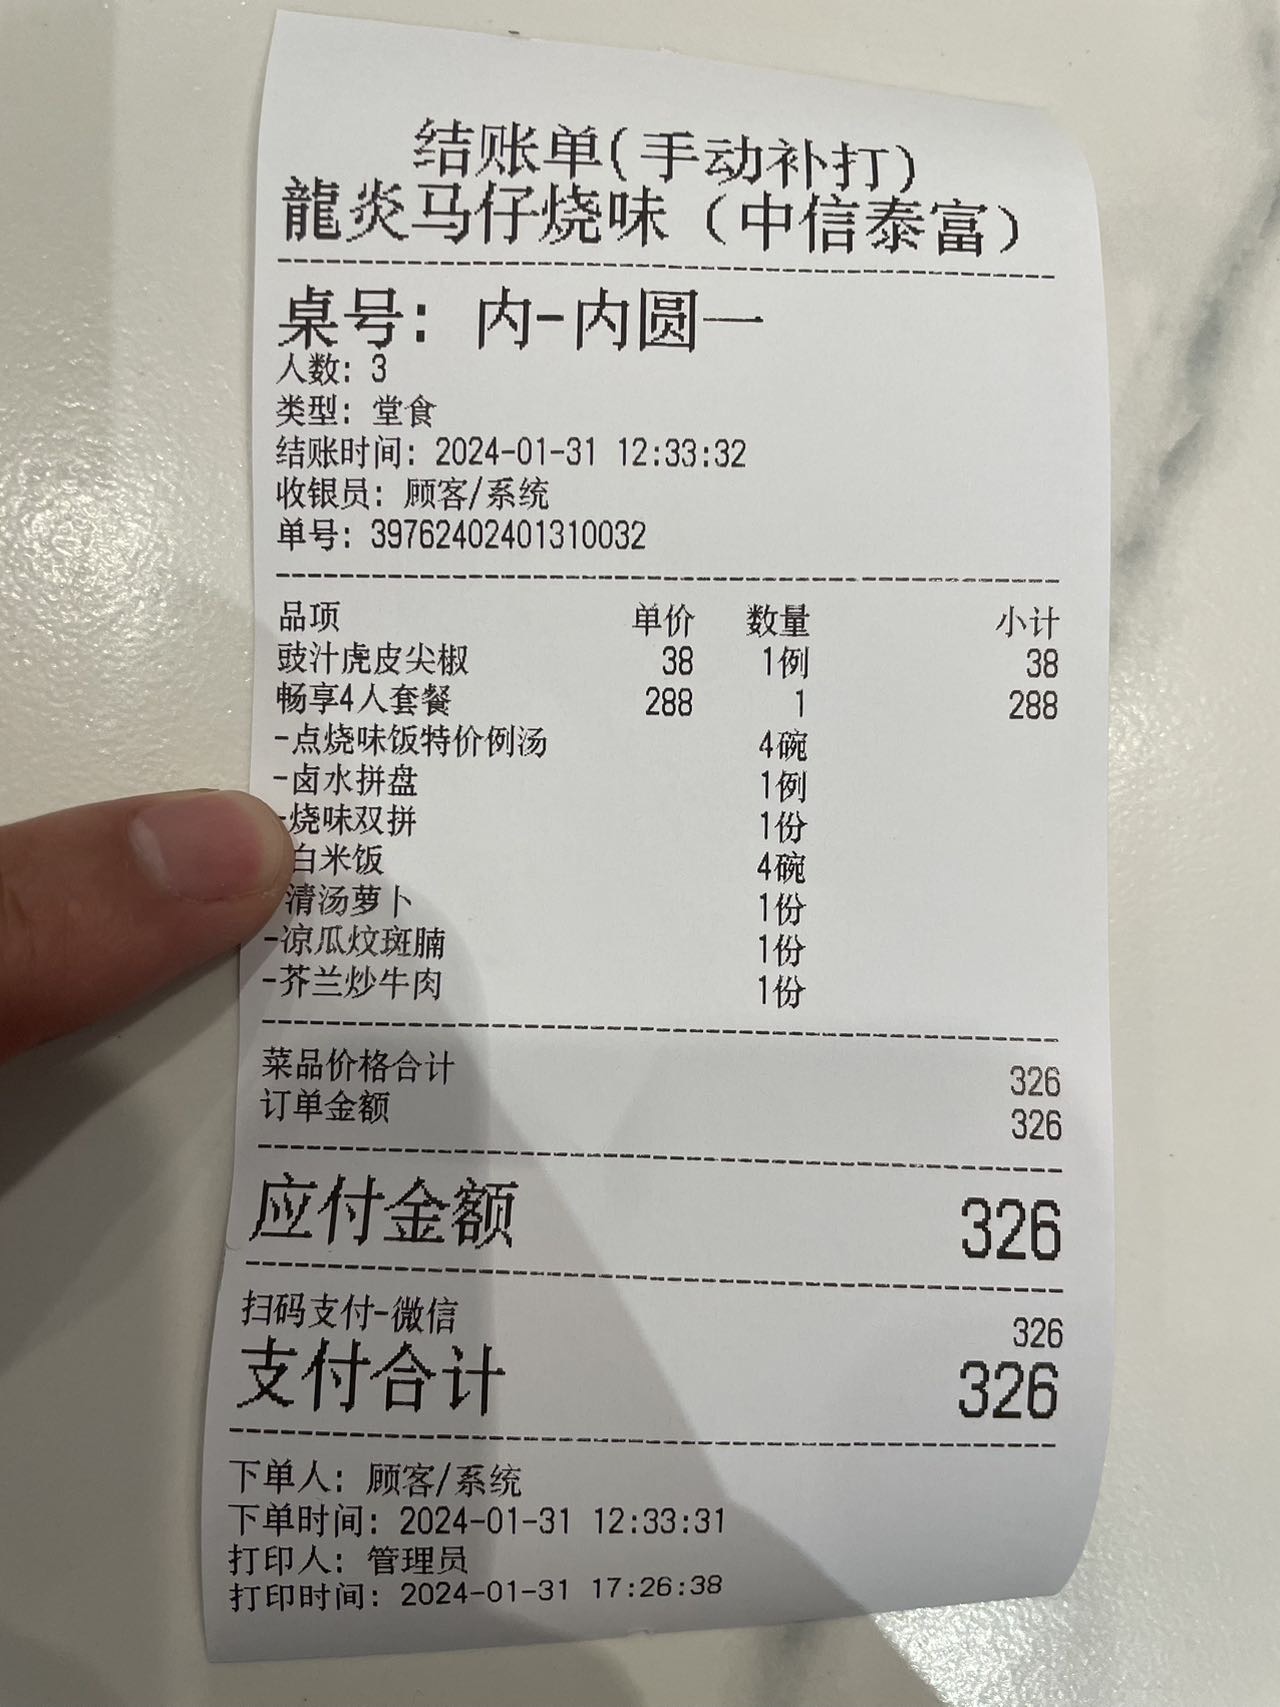 结账单(手动补打)
龍炎马仔烧味（中信泰富）
桌号: 内-内圆一
人数: 3
类型: 堂食
结账时间: 2024-01-31 12:33:32
收银员: 顾客/系统
单号: 39762402401310032
品项 单价 数量 小计
豉汁虎皮尖椒 38 1例 38
畅享4人套餐 288 1 288
-点烧味饭特价例汤 4碗
-卤水拼盘 1例
-烧味双拼 1份
白米饭 4碗
清汤萝卜 1份
-凉瓜炆斑腩 1份
-芥兰炒牛肉 1份
菜品价格合计 326
订单金额 326
应付金额 326
扫码支付-微信 326
支付合计 326
下单人: 顾客/系统
下单时间: 2024-01-31 12:33:31
打印人: 管理员
打印时间: 2024-01-31 17:26:38